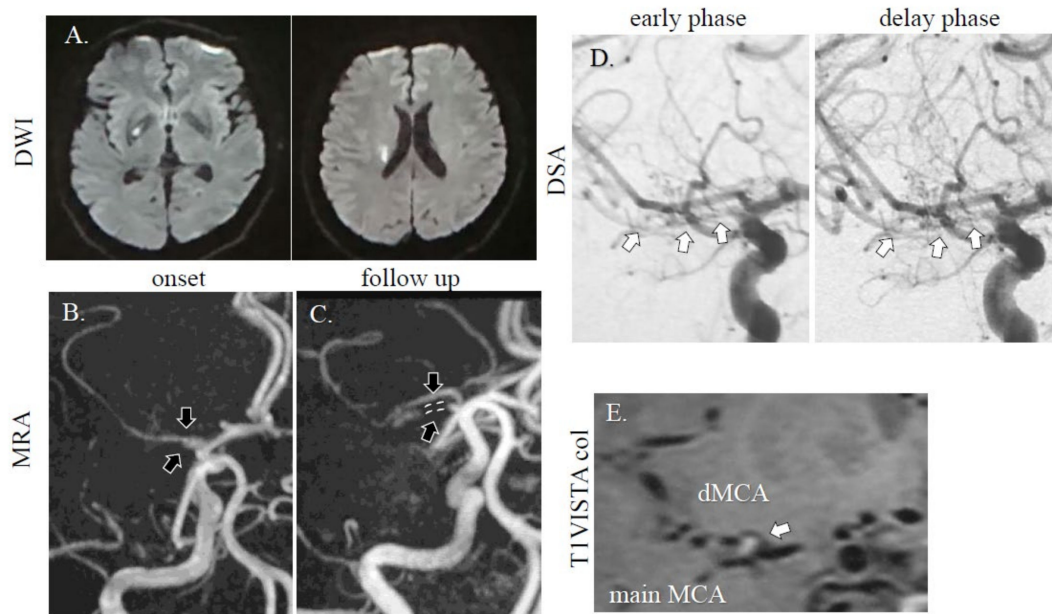 early phase
delay phase
A.
DWI
D.
DSA
onset
follow up
B.
C.
MRA
E.
T1VISTA col
dMCA
main MCA